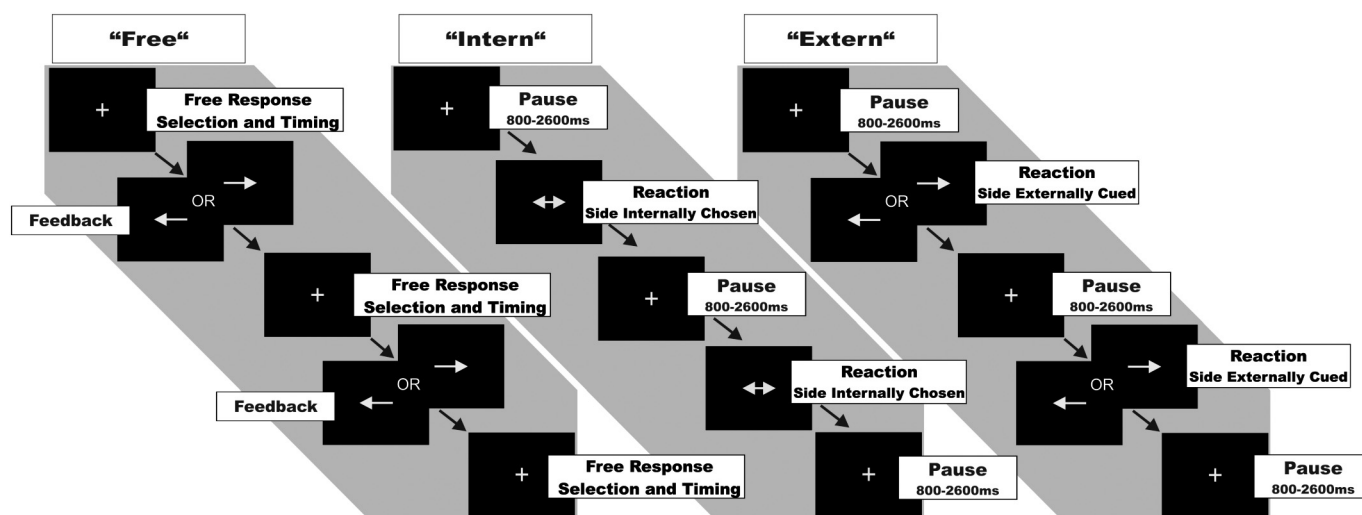 “Free“
Free Response
Selection and Timing
OR
Feedback
Free Response
Selection and Timing
OR
Feedback
Free Response
Selection and Timing
“Intern“
Pause
800-2600ms
Reaction
Side Internally Chosen
Pause
800-2600ms
Reaction
Side Internally Chosen
Pause
800-2600ms
“Extern“
Pause
800-2600ms
Reaction
Side Externally Cued
OR
Pause
800-2600ms
Reaction
Side Externally Cued
OR
Pause
800-2600ms